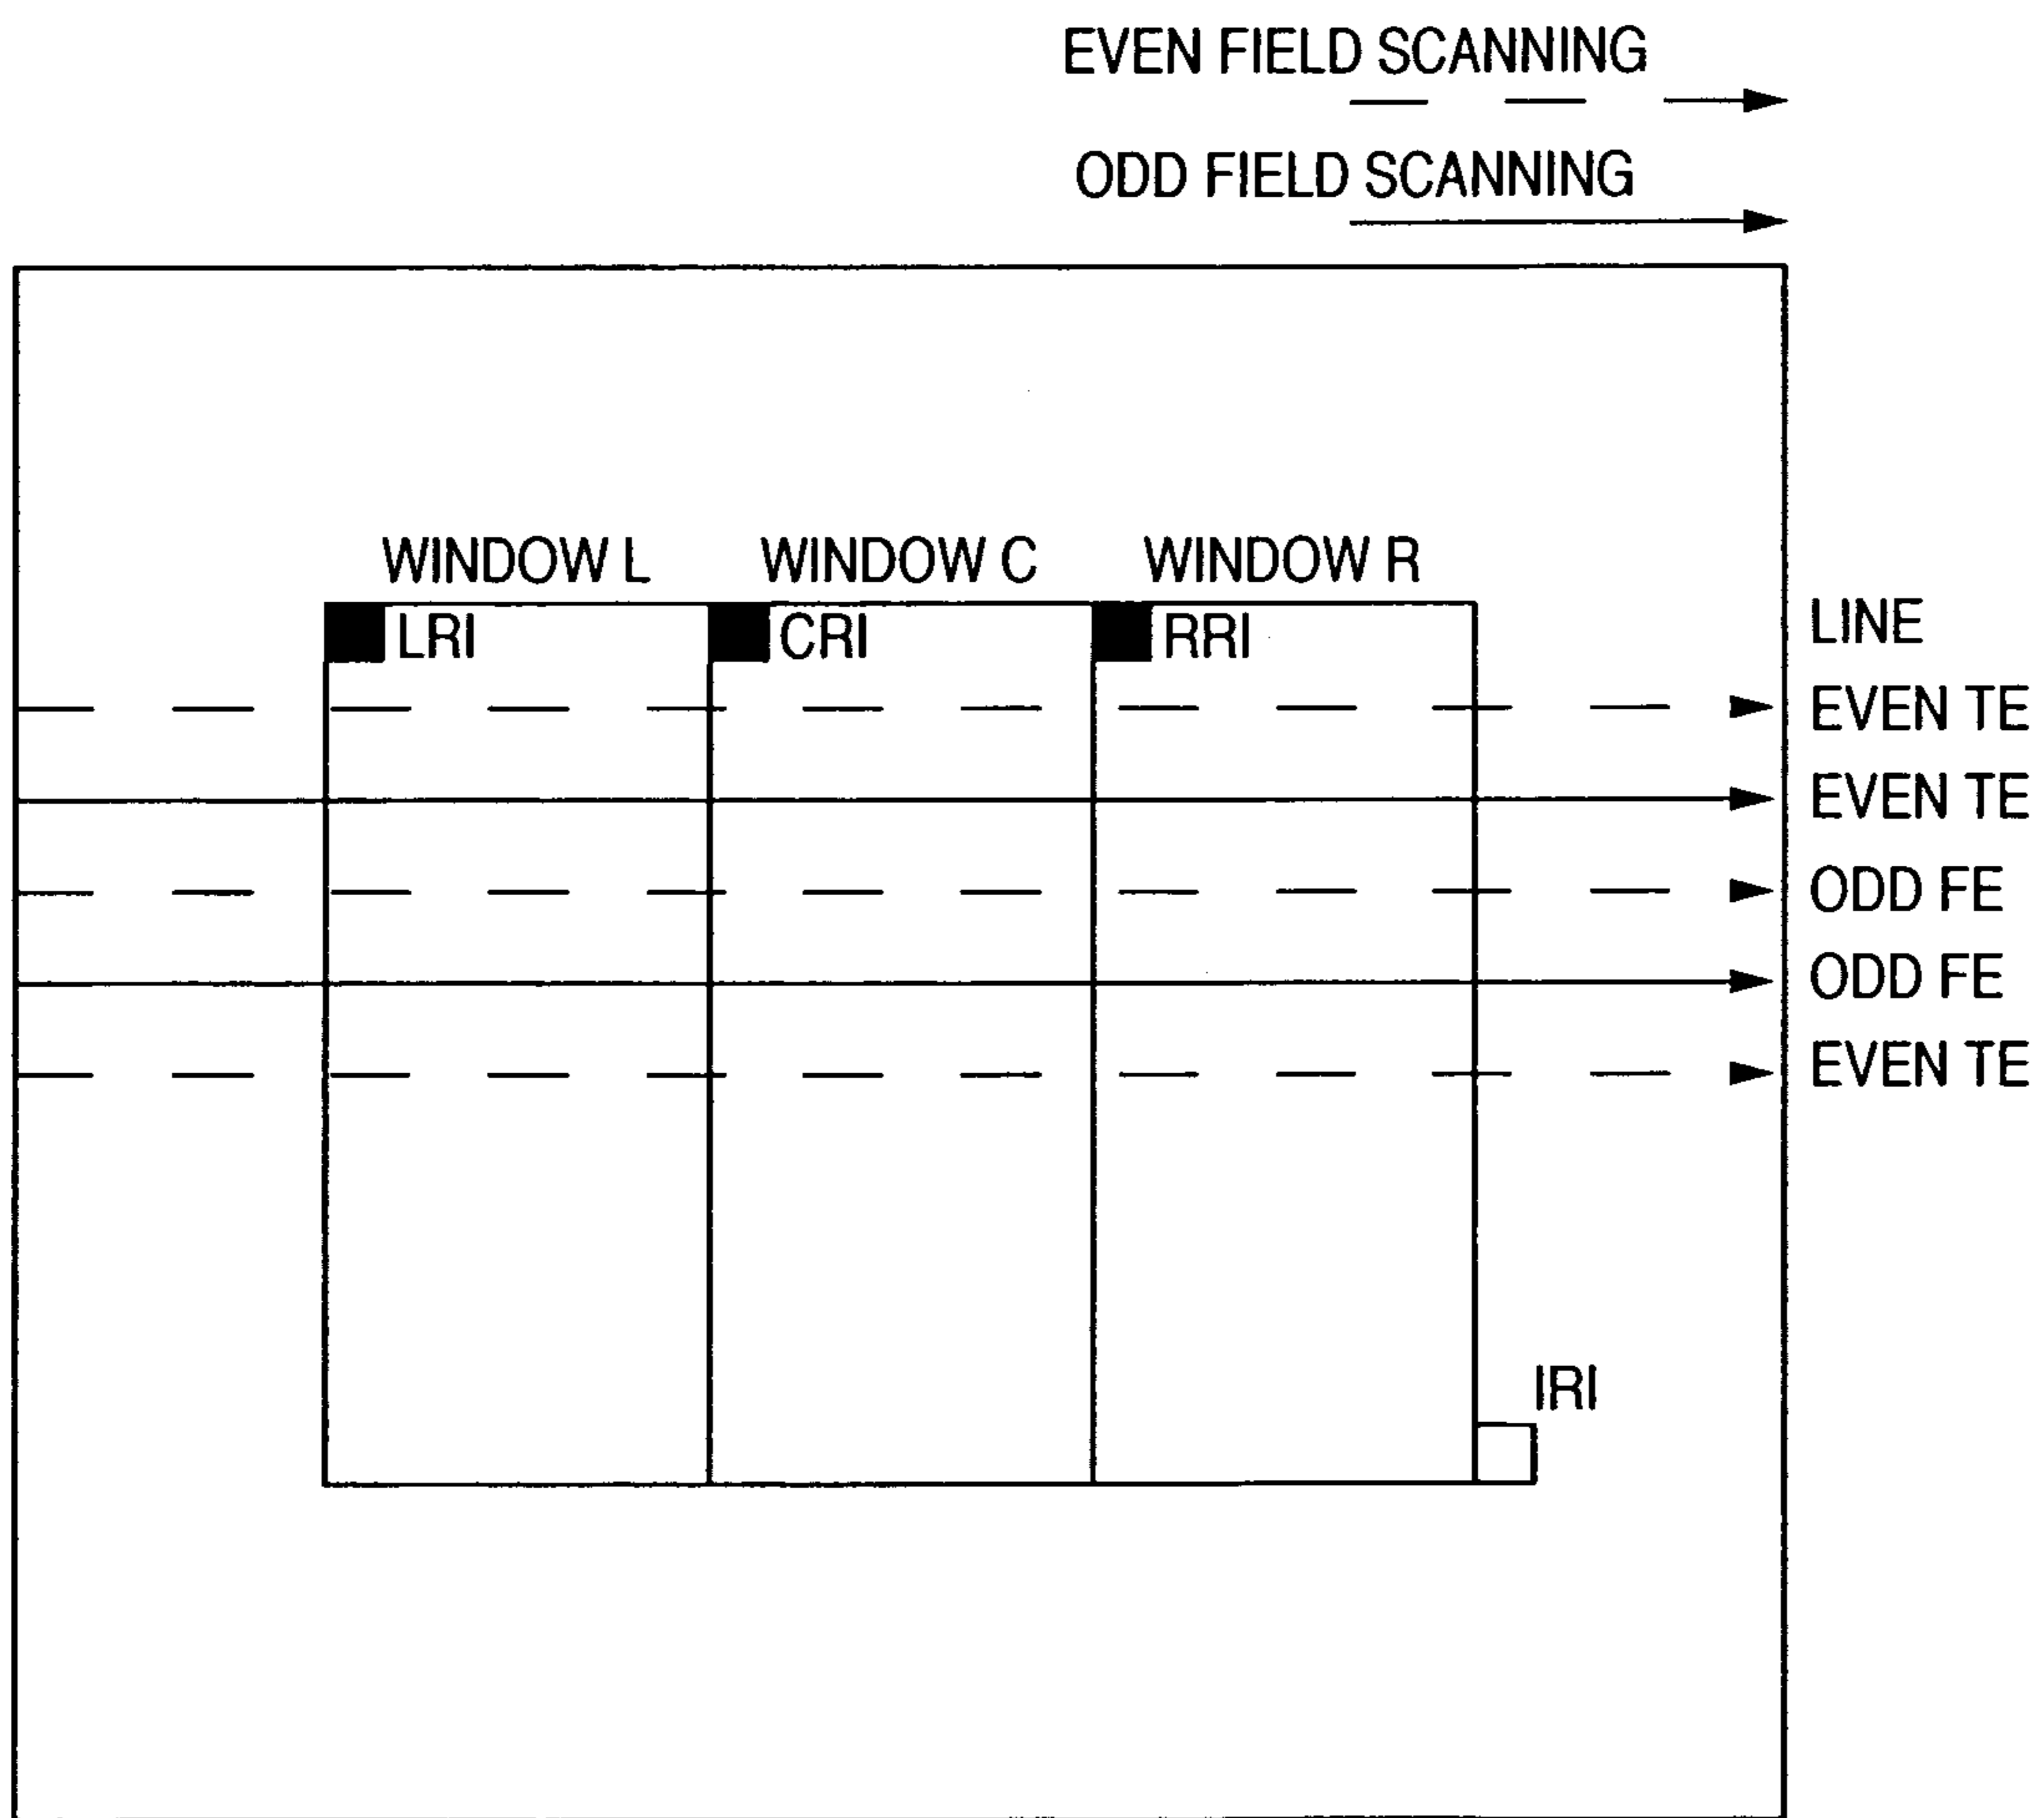 EVEN FIELD SCANNING
ODD FIELD SCANNING
WINDOW L
WINDOW C
WINDOW R
LRI
CRI
RRI
LINE
EVEN TE
EVEN TE
ODD FE
ODD FE
EVEN TE
IRI